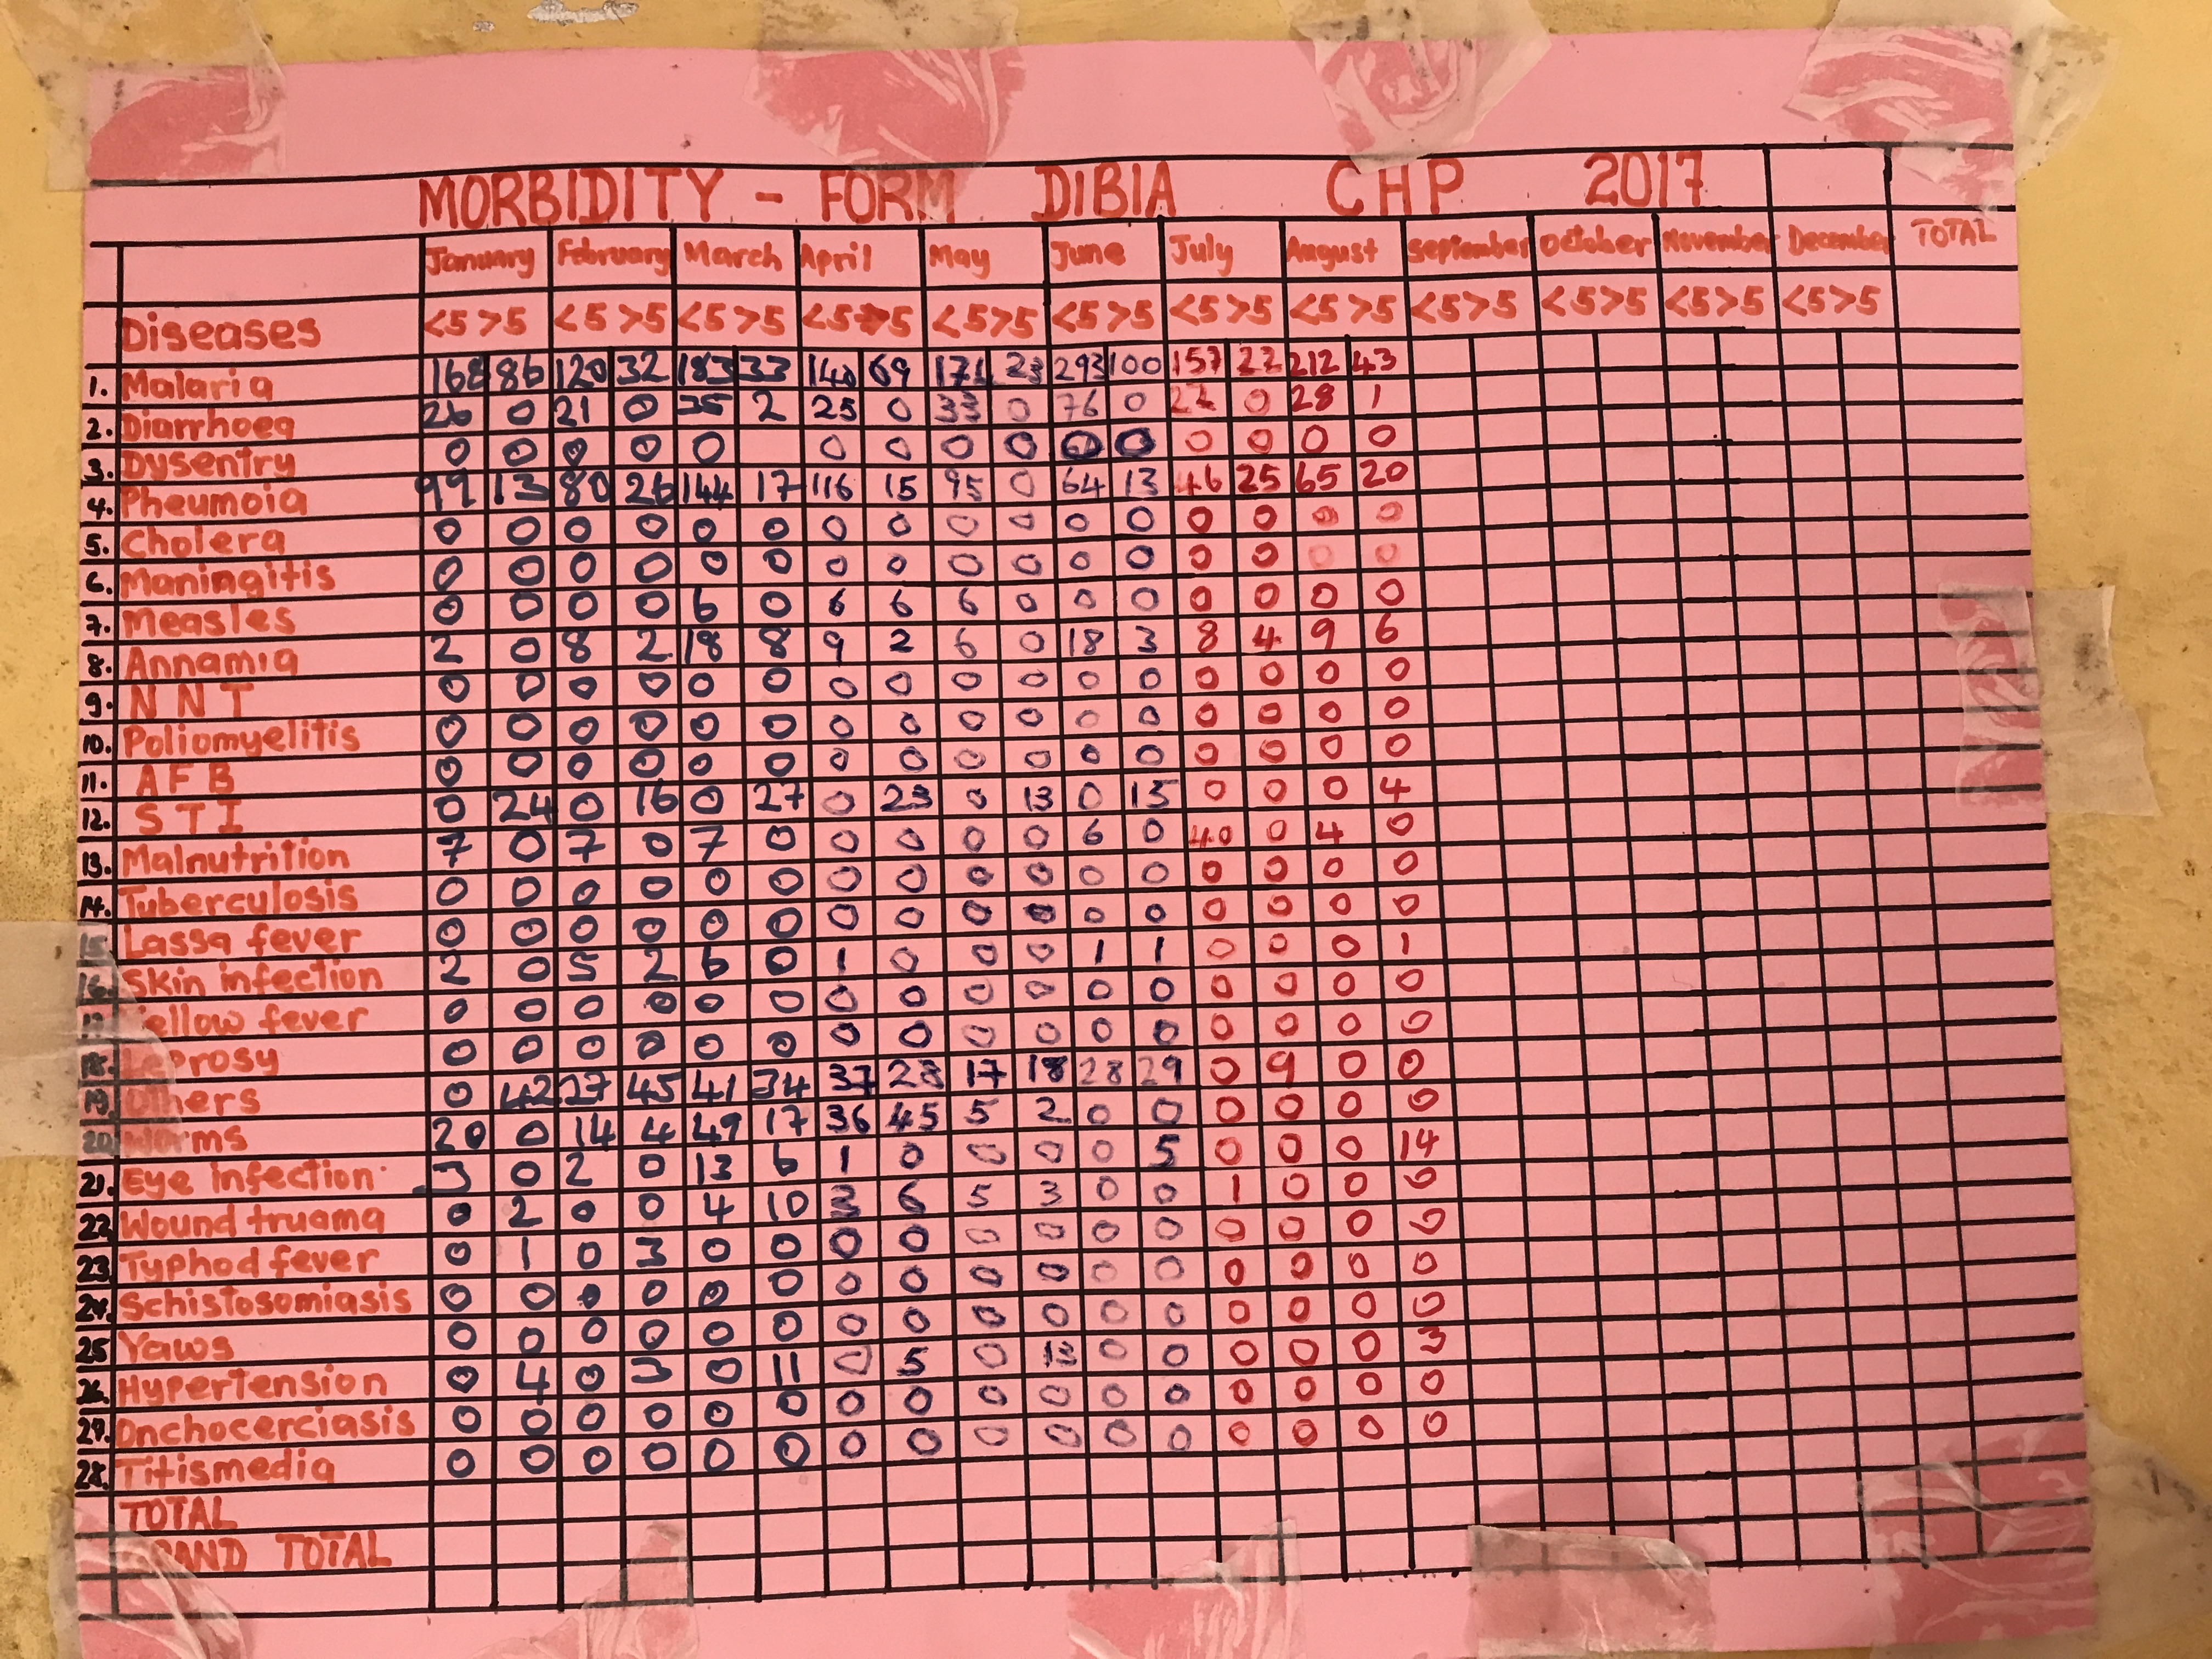 MORBIDITY - FORM DIBIA CHP 2017
January February March April May June July August September October November December TOTAL
Diseases <5 >5 <5 >5 <5 >5 <5 >5 <5 >5 <5 >5 <5 >5 <5 >5 <5 >5 <5 >5 <5 >5 <5 >5
1. Malaria 168 86 120 32 183 33 140 69 171 23 293 100 157 22 212 43
2. Diarrhoea 26 0 21 0 35 2 25 0 33 0 76 0 22 0 28 1
3. Dysentry 0 0 0 0 0 0 0 0 0 0 0 0 0 0
4. Pheumoia 99 13 80 26 144 17 116 15 95 0 64 13 46 25 65 20
5. Cholera 0 0 0 0 0 0 0 0 0 0 0 0 0 0 0 0
6. Maningitis 0 0 0 0 0 0 0 0 0 0 0 0 0 0 0 0
7. Measles 0 0 0 0 6 0 6 6 6 0 0 0 0 0 0 0
8. Annamia 2 0 8 2 18 8 9 2 6 0 18 3 8 4 9 6
9. N N T 0 0 0 0 0 0 0 0 0 0 0 0 0 0 0 0
10. Poliomyelitis 0 0 0 0 0 0 0 0 0 0 0 0 0 0 0 0
11. A F B 0 0 0 0 0 0 0 0 0 0 0 0 0 0 0 0
12. S T I 0 24 0 16 0 27 0 23 0 13 0 15 0 0 0 4
13. Malnutrition 7 0 7 0 7 0 0 0 0 0 6 0 40 0 4 0
14. Tuberculosis 0 0 0 0 0 0 0 0 0 0 0 0 0 0 0 0
15 Lassa fever 0 0 0 0 0 0 0 0 0 0 0 0 0 0 0 0
16. Skin infection 2 0 5 2 6 0 1 0 0 0 1 1 0 0 0 1
17 Yellow fever 0 0 0 0 0 0 0 0 0 0 0 0 0 0 0 0
18. Leprosy 0 0 0 0 0 0 0 0 0 0 0 0 0 0 0 0
19. Others 0 42 27 45 41 34 37 28 17 18 28 29 0 9 0 0
20 Worms 20 0 14 4 49 17 36 45 5 2 0 0 0 0 0 0
21. Eye infection 3 0 2 0 13 6 1 0 0 0 0 5 0 0 0 14
22 Wound truama 0 2 0 0 4 10 3 6 5 3 0 0 1 0 0 0
23. Typhod fever 0 1 0 3 0 0 0 0 0 0 0 0 0 0 0 0
24. Schistosomiasis 0 0 0 0 0 0 0 0 0 0 0 0 0 0 0 0
25 Yaws 0 0 0 0 0 0 0 0 0 0 0 0 0 0 0 0
26. Hypertension 0 4 0 3 0 11 0 5 0 13 0 0 0 0 0 3
27. Onchocerciasis 0 0 0 0 0 0 0 0 0 0 0 0 0 0 0 0
28. Titismedia 0 0 0 0 0 0 0 0 0 0 0 0 0 0 0 0
TOTAL
GRAND TOTAL